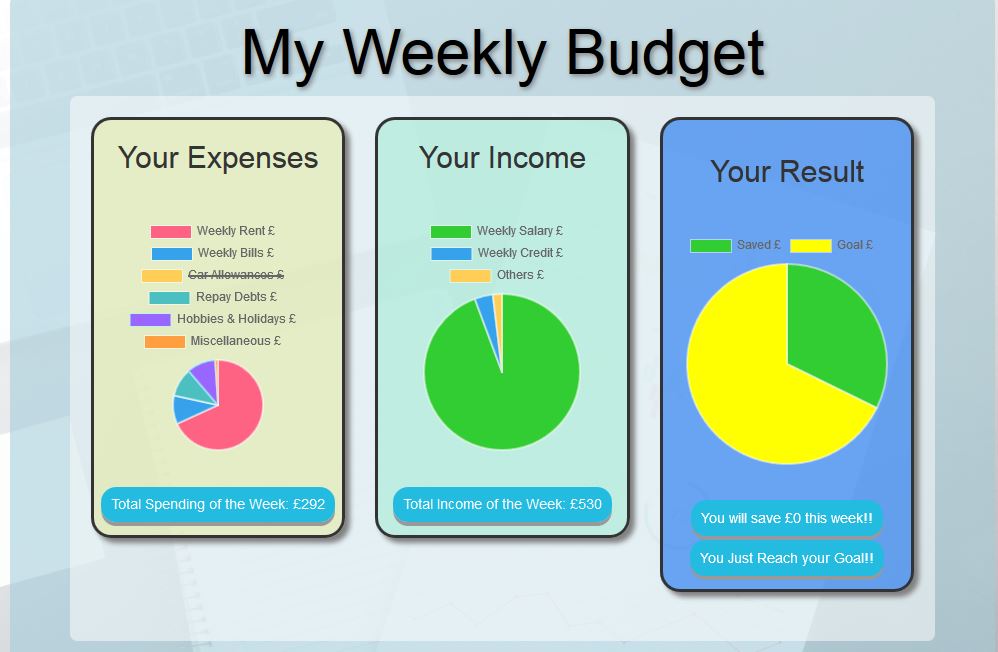 My Weekly Budget
Your Expenses
Weekly Rent £
Weekly Bills £
Car Allowances £
Repay Debts £
Hobbies & Holidays £
Miscellaneous £
Total Spending of the Week: £292
Your Income
Weekly Salary £
Weekly Credit £
Others £
Total Income of the Week: £530
Your Result
Saved £ Goal £
You will save £0 this week!!
You Just Reach your Goal!!